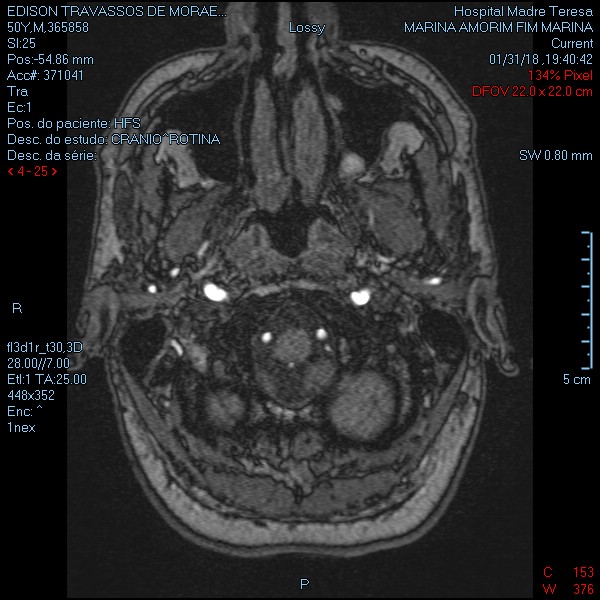 EDISON TRAVASSOS DE MORAE...
50Y,M,365858
Sl:25
Pos:-54.86 mm
Acc#: 371041
Tra
Ec:1
Pos. do paciente: HFS
Desc. do estudo: CRANIO^ROTINA
Desc. da série:
< 4 - 25 >
Lossy
Hospital Madre Teresa
MARINA AMORIM FIM MARINA
Current
01/31/18 ,19:40:42
134% Pixel
DFOV 22.0 x 22.0 cm
SW 0.80 mm
R
5 cm
fl3d1r_t30,3D
28.00//7.00
Etl:1 TA:25.00
448x352
Enc: ^
1nex
P
C 153
W 376